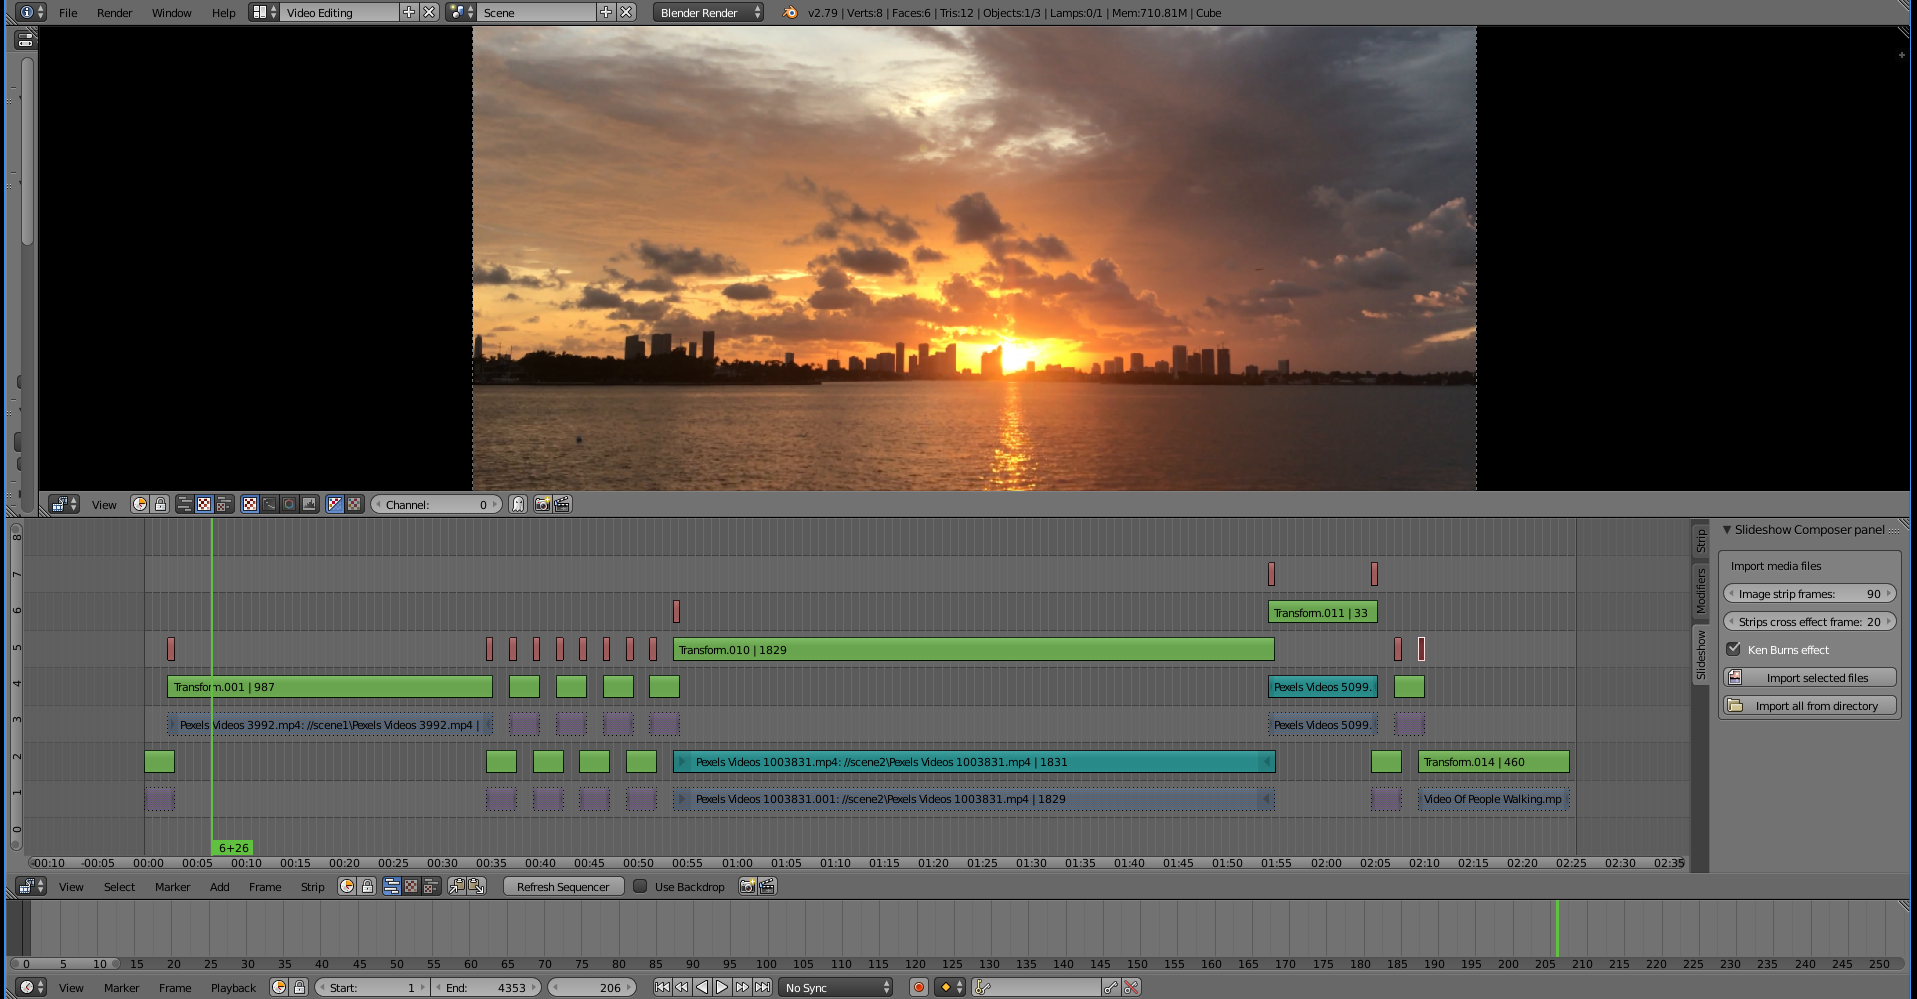 File Render Window Help Video Editing Scene Blender Render v2.79 | Verts:8 | Faces:6 | Tris:12 | Objects:1/3 | Lamps:0/1 | Mem:710.81M | Cube
View Channel: 0
8
7
6
5
4
3
2
1
0
Transform.011 | 33
Transform.010 | 1829
Transform.001 | 987
Pexels Videos 5099.
Pexels Videos 3992.mp4: //scene1\Pexels Videos 3992.mp4 |
Pexels Videos 5099.
Pexels Videos 1003831.mp4: //scene2\Pexels Videos 1003831.mp4 | 1831
Transform.014 | 460
Pexels Videos 1003831.001: //scene2\Pexels Videos 1003831.mp4 | 1829
Video Of People Walking.mp
6+26
-00:10 -00:05 00:00 00:05 00:10 00:15 00:20 00:25 00:30 00:35 00:40 00:45 00:50 00:55 01:00 01:05 01:10 01:15 01:20 01:25 01:30 01:35 01:40 01:45 01:50 01:55 02:00 02:05 02:10 02:15 02:20 02:25 02:30 02:35
Strip
Modifiers
Slideshow
Slideshow Composer panel
Import media files
Image strip frames: 90
Strips cross effect frame: 20
Ken Burns effect
Import selected files
Import all from directory
View Select Marker Add Frame Strip Refresh Sequencer Use Backdrop
0 5 10 15 20 25 30 35 40 45 50 55 60 65 70 75 80 85 90 95 100 105 110 115 120 125 130 135 140 145 150 155 160 165 170 175 180 185 190 195 200 205 210 215 220 225 230 235 240 245 250
View Marker Frame Playback Start: 1 End: 4353 206 No Sync